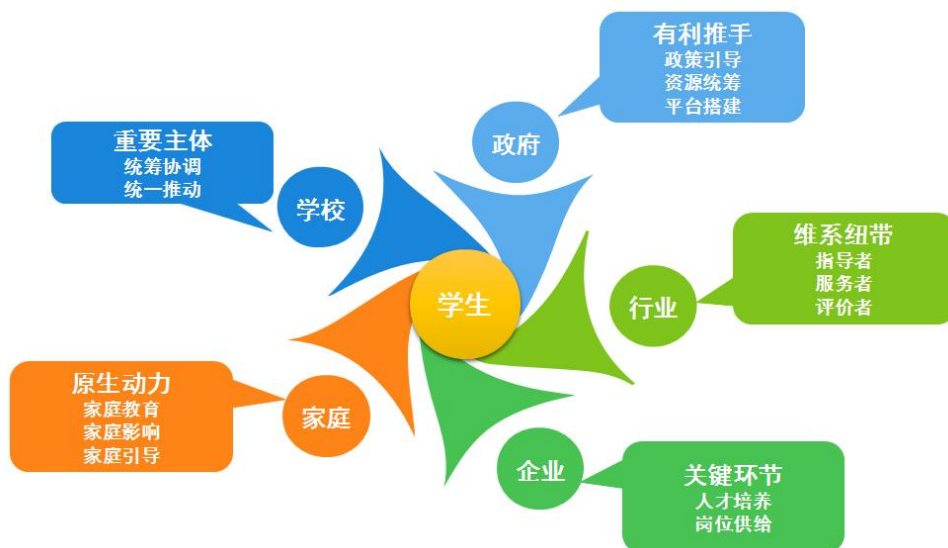 有利推手
政策引导
资源统筹
平台搭建
政府
重要主体
统筹协调
统一推动
学校
维系纽带
指导者
服务者
评价者
行业
学生
原生动力
家庭教育
家庭影响
家庭引导
家庭
企业
关键环节
人才培养
岗位供给